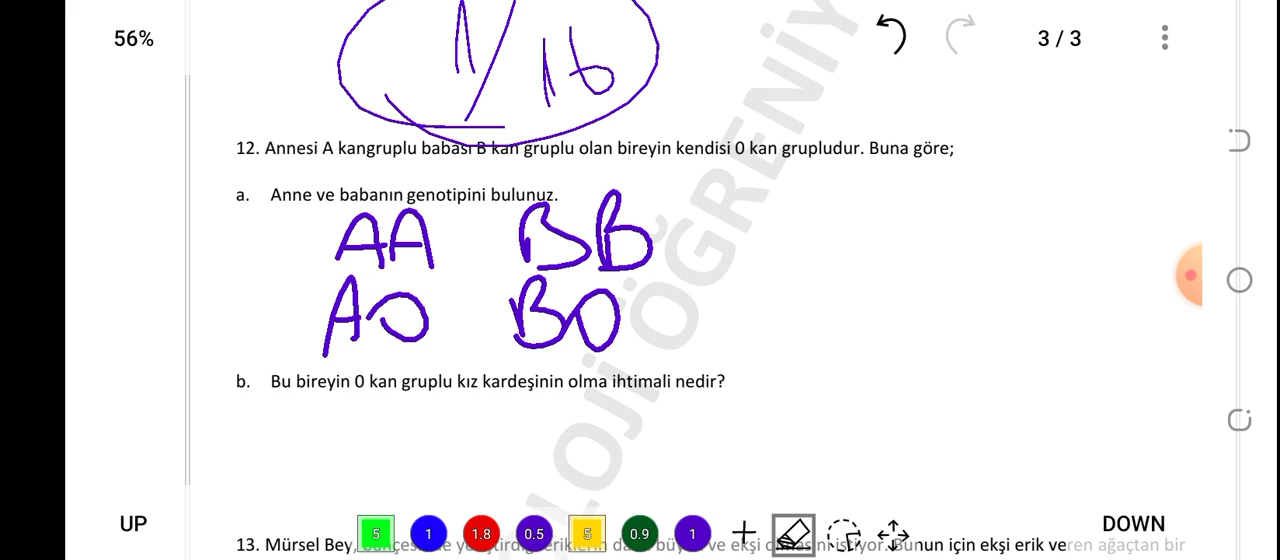 56%
3 / 3
1/16
12. Annesi A kangruplu babası B kan gruplu olan bireyin kendisi 0 kan grupludur. Buna göre;
a. Anne ve babanın genotipini bulunuz.
AA BB
AO BO
b. Bu bireyin 0 kan gruplu kız kardeşinin olma ihtimali nedir?
LOJİ ÖĞRENİY
UP
5 1 1.8 0.5 5 0.9 1
DOWN
13. Mürsel Bey, ve ekşi istiyor. Bunun için ekşi erik veren ağaçtan bir